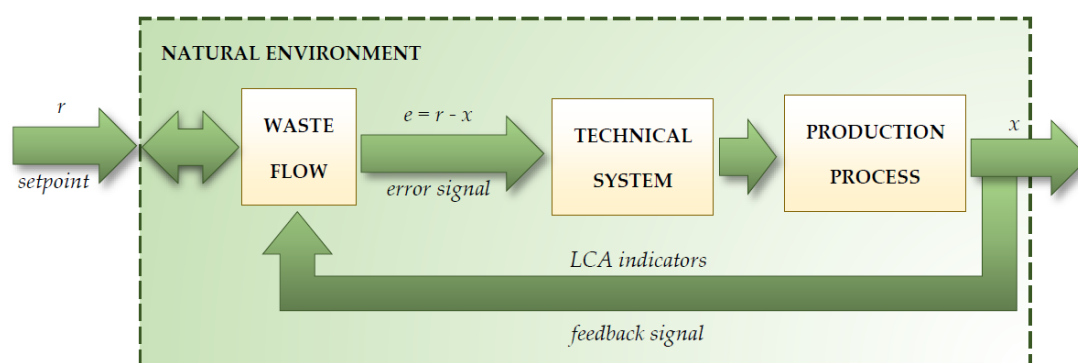 NATURAL ENVIRONMENT
r
setpoint
WASTE
FLOW
e = r - x
error signal
TECHNICAL
SYSTEM
PRODUCTION
PROCESS
x
LCA indicators
feedback signal